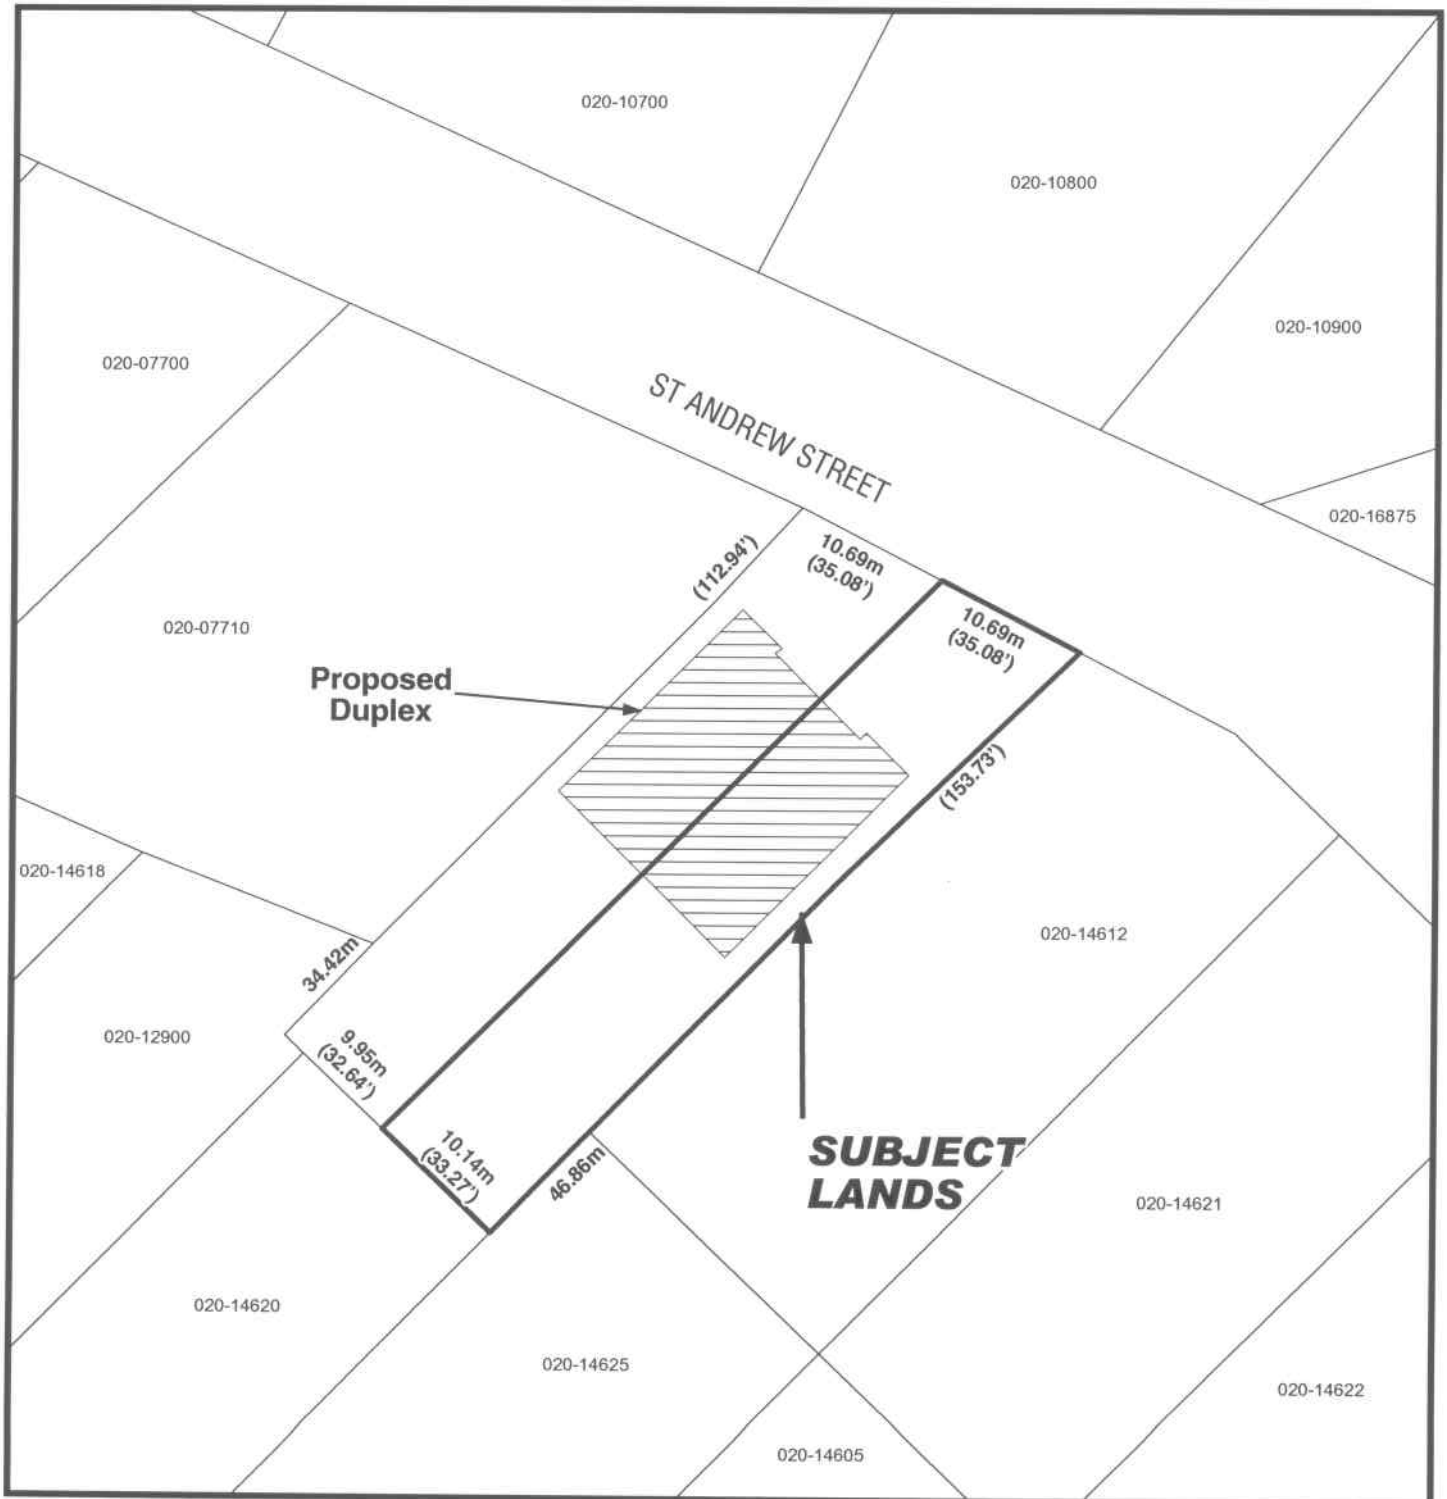 020-10700
020-10800
020-10900
020-07700
ST ANDREW STREET
020-16875
(112.94')
10.69m
(35.08')
10.69m
(35.08')
020-07710
Proposed
Duplex
(153.73')
020-14618
020-14612
34.42m
020-12900
9.95m
(32.64')
10.14m
(33.27')
46.86m
SUBJECT
LANDS
020-14621
020-14620
020-14625
020-14622
020-14605